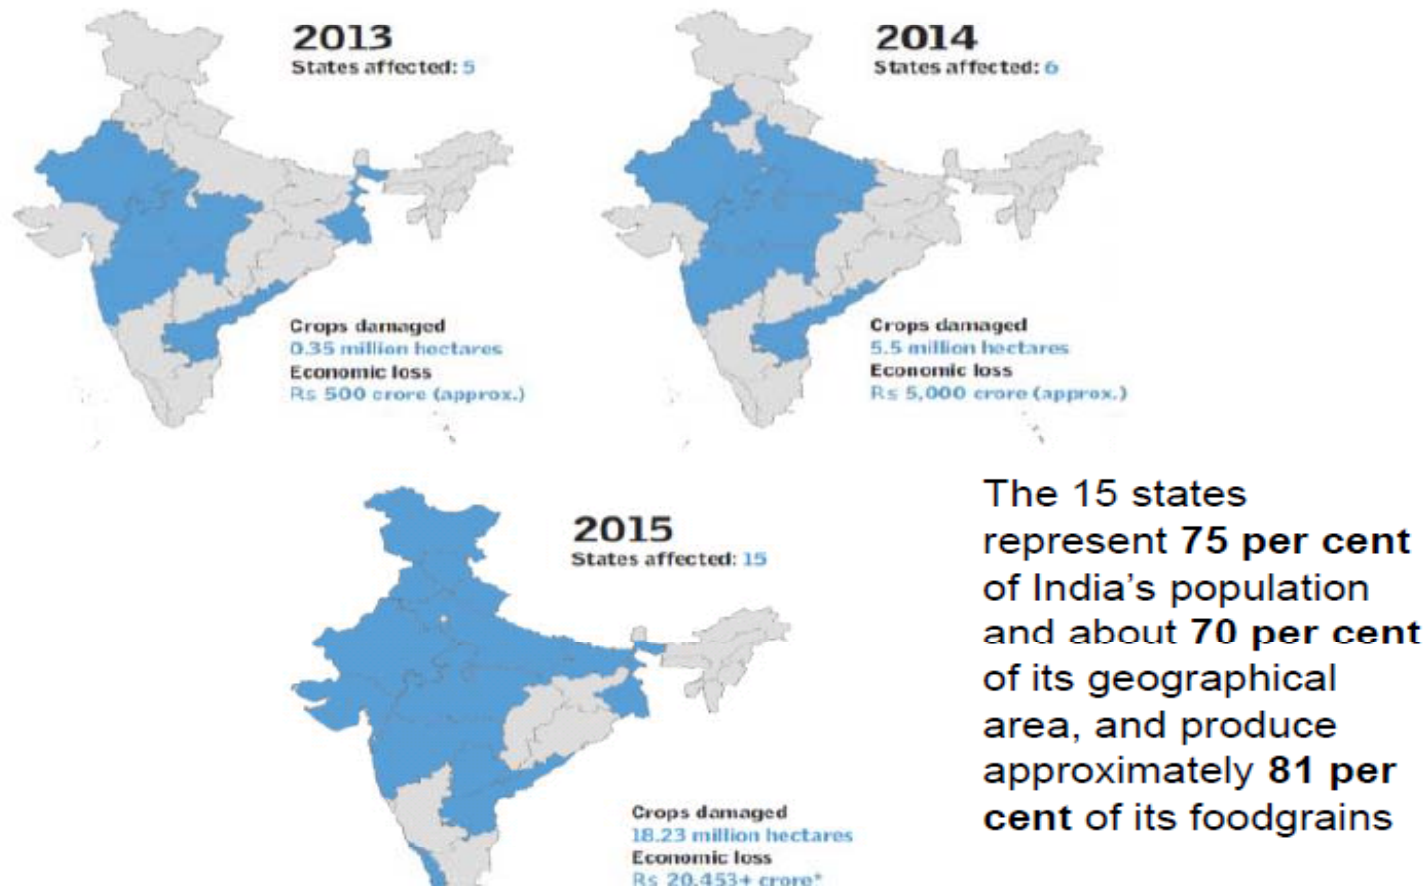 2013
States affected: 5
Crops damaged
0.35 million hectares
Economic loss
Rs 500 crore (approx.)
2014
States affected: 6
Crops damaged
5.5 million hectares
Economic loss
Rs 5,000 crore (approx.)
2015
States affected: 15
Crops damaged
18.23 million hectares
Economic loss
Rs 20,453+ crore*
The 15 states
represent 75 per cent
of India's population
and about 70 per cent
of its geographical
area, and produce
approximately 81 per
cent of its foodgrains